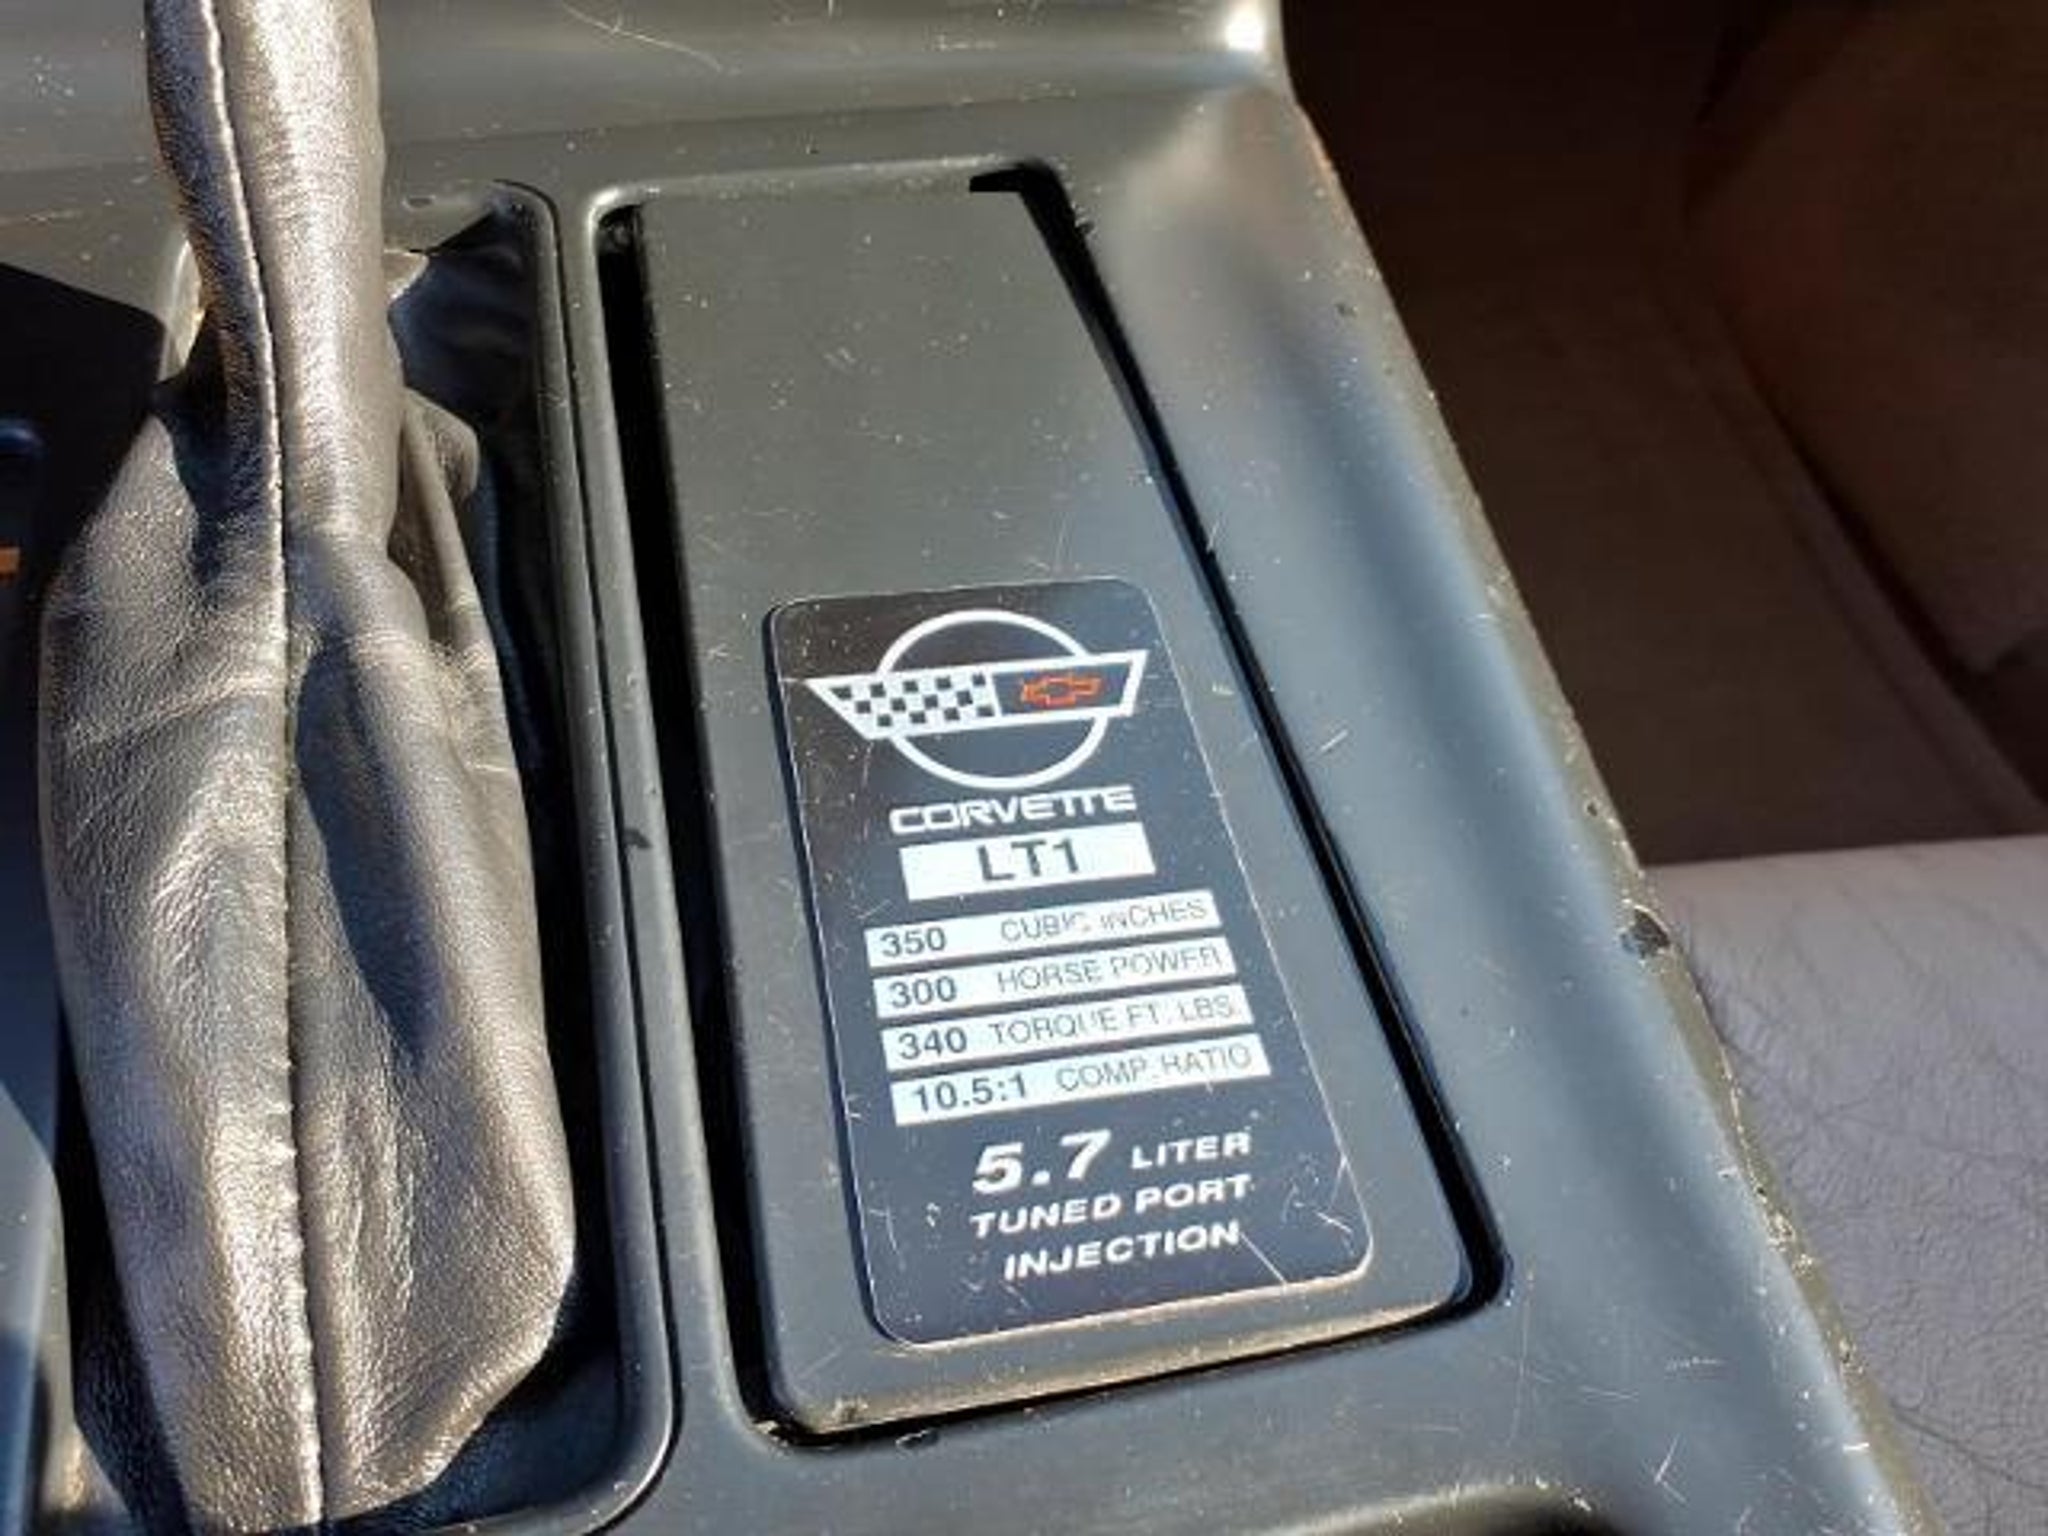 CORVETTE
LT1
350 CUBIC INCHES
300 HORSE POWER
340 TORQUE FT. LBS.
10.5:1 COMP. RATIO
5.7 LITER
TUNED PORT
INJECTION